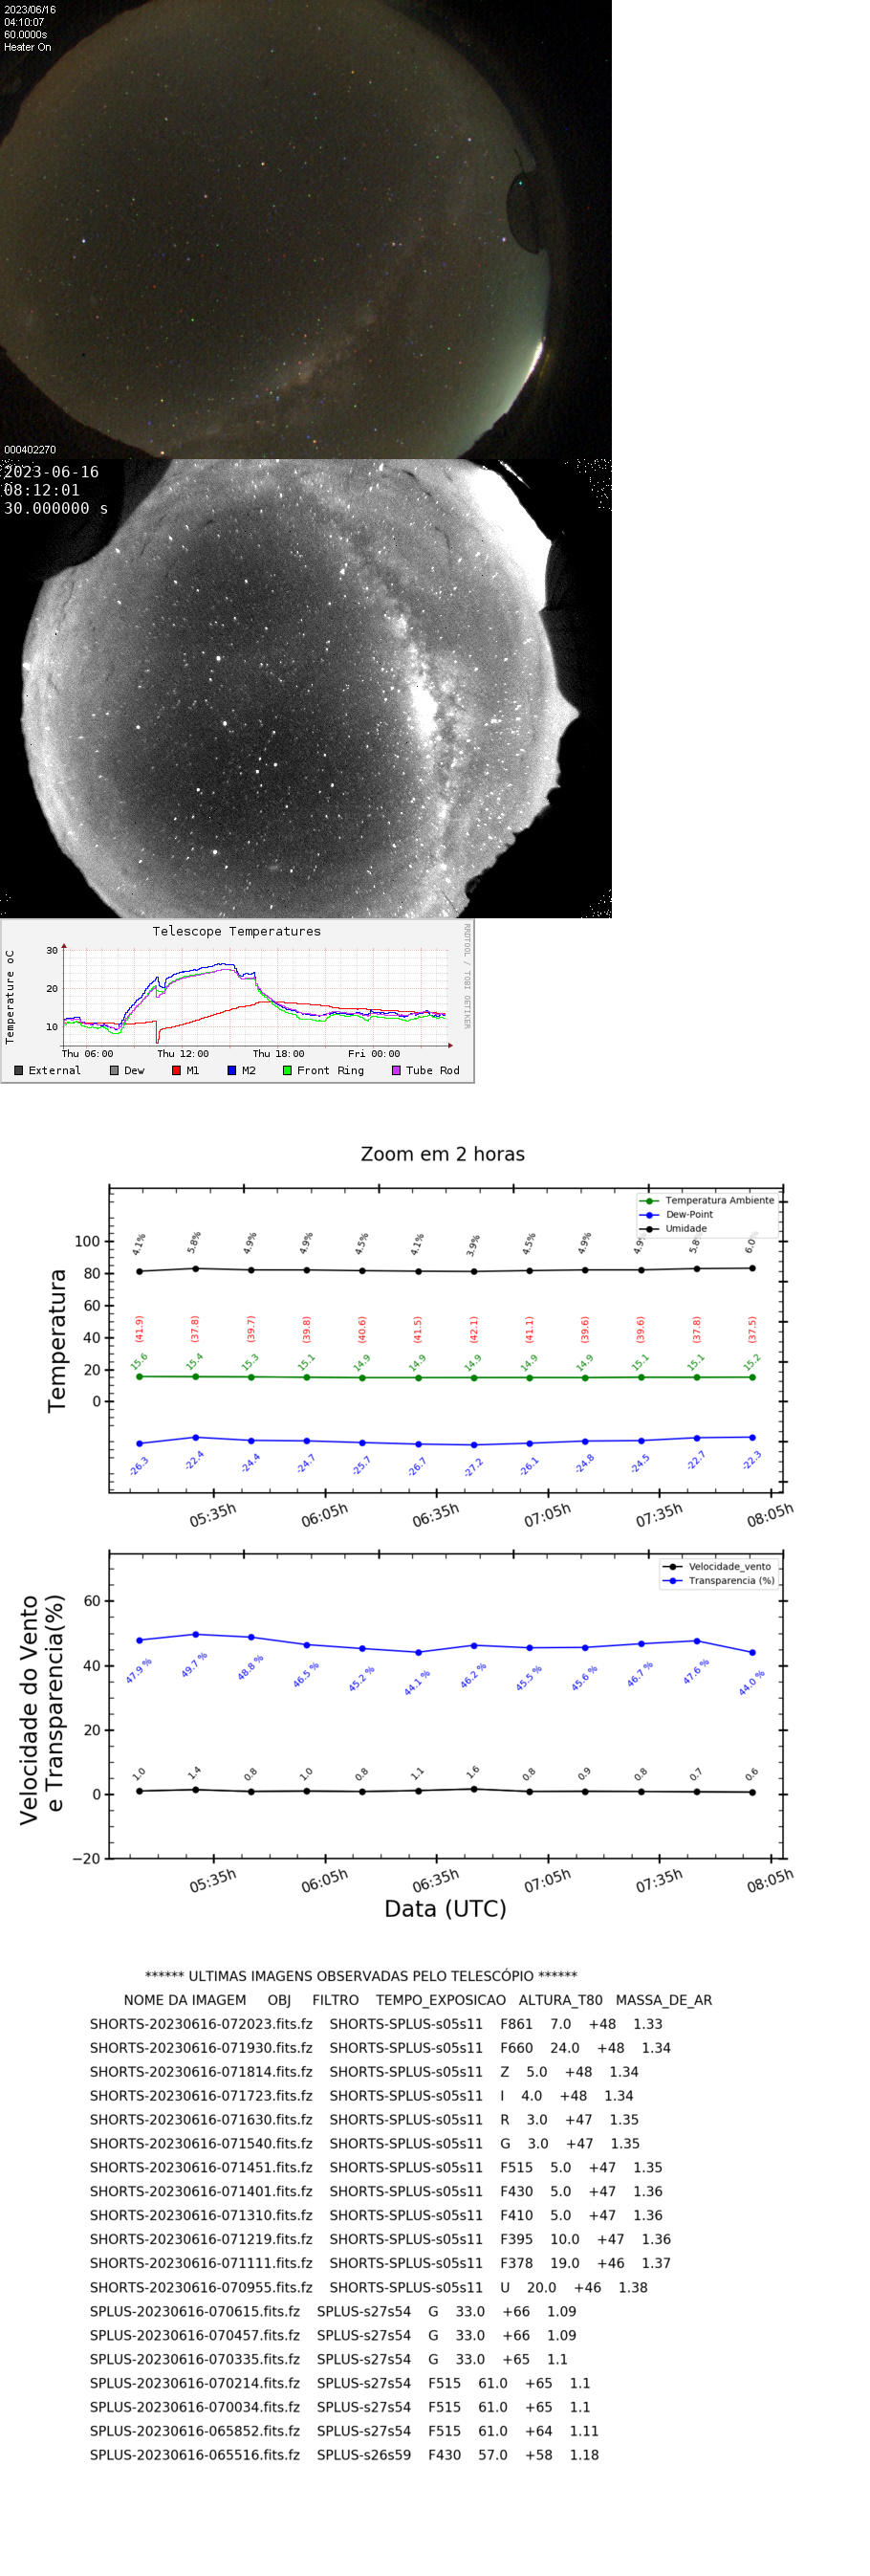 2023/06/16
04:10:07
60.0000s
Heater On
000402270
2023-06-16
08:12:01
30.000000 s
Telescope Temperatures
RRDTOOL / TOBI OETIKER
Temperature oC
30
20
10
Thu 06:00 Thu 12:00 Thu 18:00 Fri 00:00
External Dew M1 M2 Front Ring Tube Rod
Zoom em 2 horas
Temperatura Ambiente
Dew-Point
Umidade
Temperatura
100
80
60
40
20
0
4.1% 5.8% 4.9% 4.9% 4.5% 4.1% 3.9% 4.5% 4.9% 4.9% 5.8% 6.0%
(41.9) (37.8) (39.7) (39.8) (40.6) (41.5) (42.1) (41.1) (39.6) (39.6) (37.8) (37.5)
15.6 15.4 15.3 15.1 14.9 14.9 14.9 14.9 14.9 15.1 15.1 15.2
-26.3 -22.4 -24.4 -24.7 -25.7 -26.7 -27.2 -26.1 -24.8 -24.5 -22.7 -22.3
05:35h 06:05h 06:35h 07:05h 07:35h 08:05h
Velocidade_vento
Transparencia (%)
Velocidade do Vento
e Transparencia(%)
60
40
20
0
−20
47.9 % 49.7 % 48.8 % 46.5 % 45.2 % 44.1 % 46.2 % 45.5 % 45.6 % 46.7 % 47.6 % 44.0 %
1.0 1.4 0.8 1.0 0.8 1.1 1.6 0.8 0.9 0.8 0.7 0.6
05:35h 06:05h 06:35h 07:05h 07:35h 08:05h
Data (UTC)
****** ULTIMAS IMAGENS OBSERVADAS PELO TELESCÓPIO ******
NOME DA IMAGEM OBJ FILTRO TEMPO_EXPOSICAO ALTURA_T80 MASSA_DE_AR
SHORTS-20230616-072023.fits.fz SHORTS-SPLUS-s05s11 F861 7.0 +48 1.33
SHORTS-20230616-071930.fits.fz SHORTS-SPLUS-s05s11 F660 24.0 +48 1.34
SHORTS-20230616-071814.fits.fz SHORTS-SPLUS-s05s11 Z 5.0 +48 1.34
SHORTS-20230616-071723.fits.fz SHORTS-SPLUS-s05s11 I 4.0 +48 1.34
SHORTS-20230616-071630.fits.fz SHORTS-SPLUS-s05s11 R 3.0 +47 1.35
SHORTS-20230616-071540.fits.fz SHORTS-SPLUS-s05s11 G 3.0 +47 1.35
SHORTS-20230616-071451.fits.fz SHORTS-SPLUS-s05s11 F515 5.0 +47 1.35
SHORTS-20230616-071401.fits.fz SHORTS-SPLUS-s05s11 F430 5.0 +47 1.36
SHORTS-20230616-071310.fits.fz SHORTS-SPLUS-s05s11 F410 5.0 +47 1.36
SHORTS-20230616-071219.fits.fz SHORTS-SPLUS-s05s11 F395 10.0 +47 1.36
SHORTS-20230616-071111.fits.fz SHORTS-SPLUS-s05s11 F378 19.0 +46 1.37
SHORTS-20230616-070955.fits.fz SHORTS-SPLUS-s05s11 U 20.0 +46 1.38
SPLUS-20230616-070615.fits.fz SPLUS-s27s54 G 33.0 +66 1.09
SPLUS-20230616-070457.fits.fz SPLUS-s27s54 G 33.0 +66 1.09
SPLUS-20230616-070335.fits.fz SPLUS-s27s54 G 33.0 +65 1.1
SPLUS-20230616-070214.fits.fz SPLUS-s27s54 F515 61.0 +65 1.1
SPLUS-20230616-070034.fits.fz SPLUS-s27s54 F515 61.0 +65 1.1
SPLUS-20230616-065852.fits.fz SPLUS-s27s54 F515 61.0 +64 1.11
SPLUS-20230616-065516.fits.fz SPLUS-s26s59 F430 57.0 +58 1.18